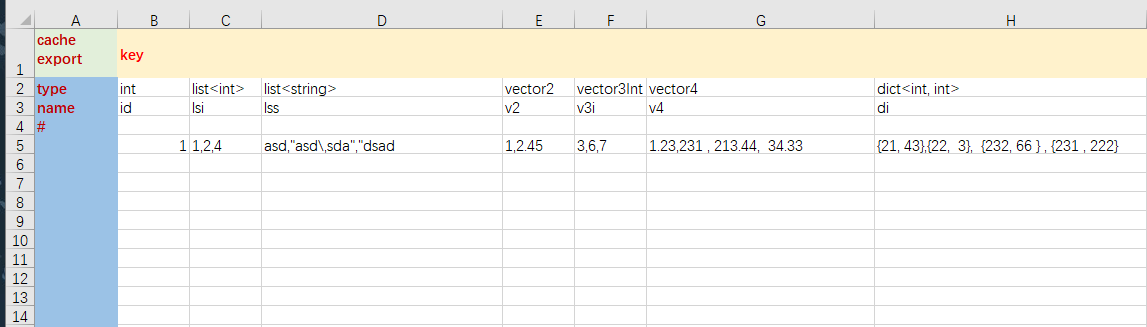 A B C D E F G H
cache
export
1 key
2 type int list<int> list<string> vector2 vector3Int vector4 dict<int, int>
3 name id lsi lss v2 v3i v4 di
4 #
5 1 1,2,4 asd,"asd\,sda","dsad 1,2.45 3,6,7 1.23,231 , 213.44,  34.33 {21, 43},{22,  3},  {232, 66 } , {231 , 222}
6
7
8
9
10
11
12
13
14